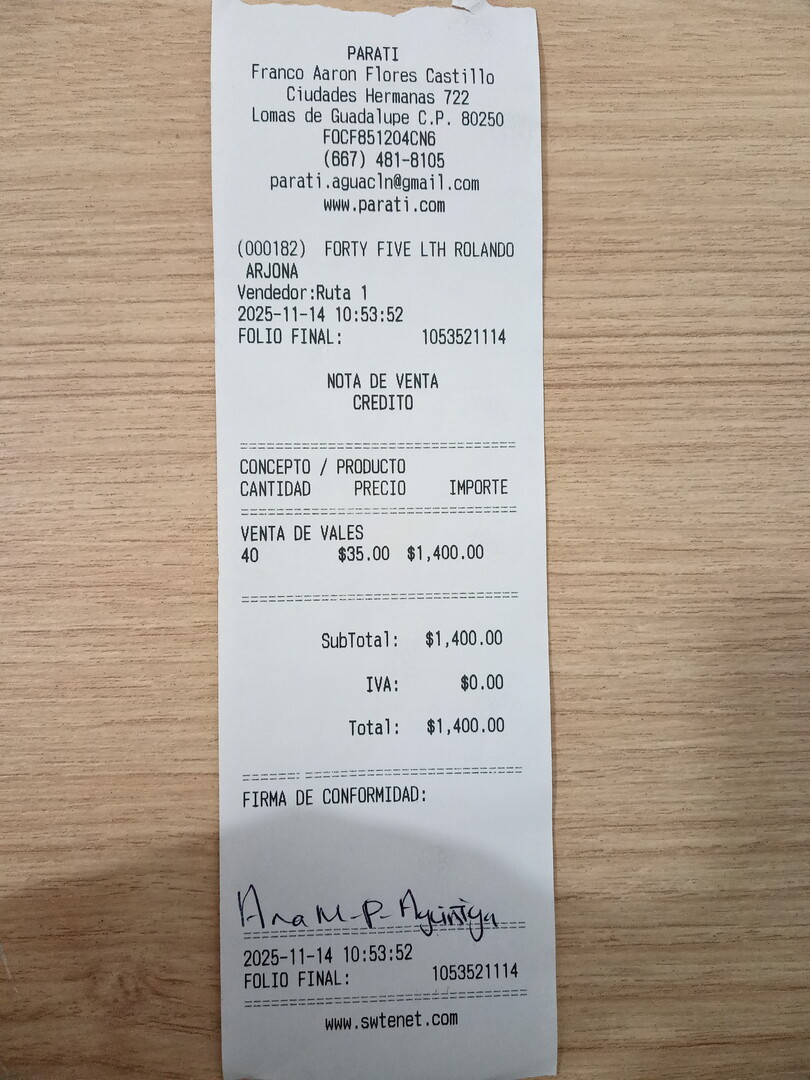 PARATI
Franco Aaron Flores Castillo
Ciudades Hermanas 722
Lomas de Guadalupe C.P. 80250
FOCF851204CN6
(667) 481-8105
parati.aguacln@gmail.com
www.parati.com
(000182) FORTY FIVE LTH ROLANDO
ARJONA
Vendedor:Ruta 1
2025-11-14 10:53:52
FOLIO FINAL: 1053521114
NOTA DE VENTA
CREDITO
CONCEPTO / PRODUCTO
CANTIDAD PRECIO IMPORTE
VENTA DE VALES
40 $35.00 $1,400.00
SubTotal: $1,400.00
IVA: $0.00
Total: $1,400.00
FIRMA DE CONFORMIDAD:
Ana M-P-
2025-11-14 10:53:52
FOLIO FINAL: 1053521114
www.swtenet.com